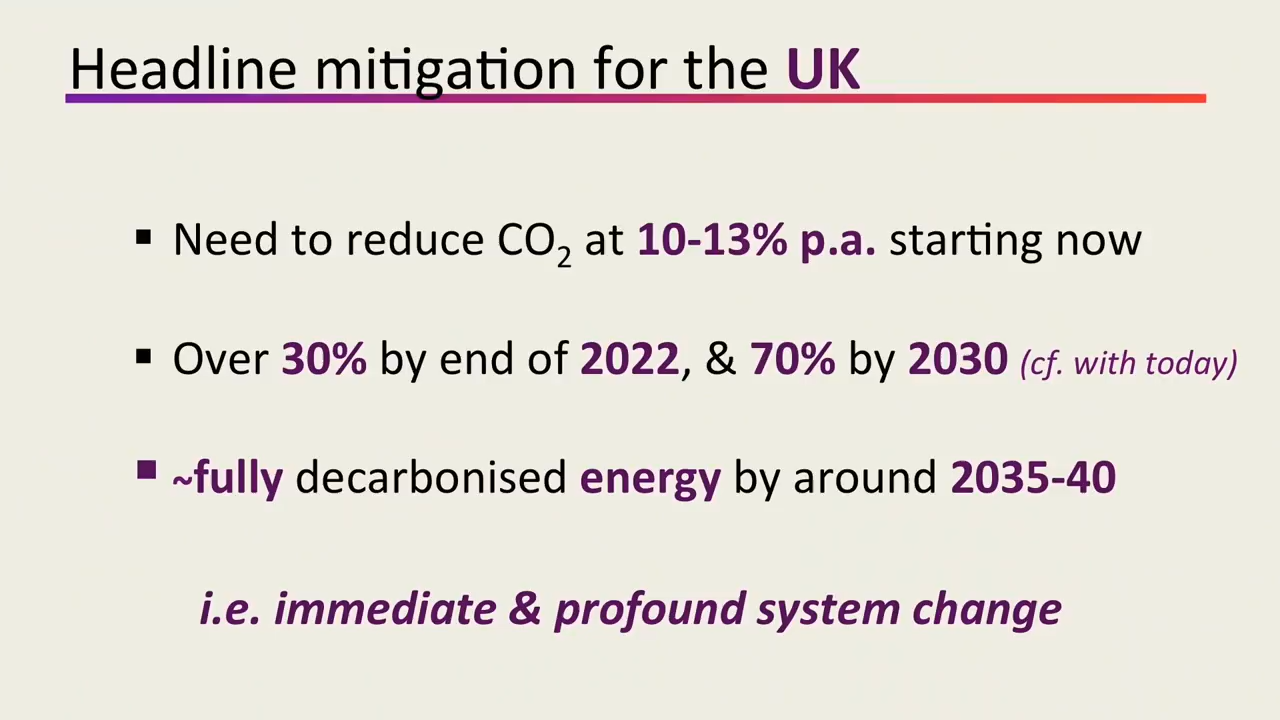 Headline mitigation for the UK
▪ Need to reduce CO₂ at 10-13% p.a. starting now
▪ Over 30% by end of 2022, & 70% by 2030 (cf. with today)
▪ ~fully decarbonised energy by around 2035-40
i.e. immediate & profound system change